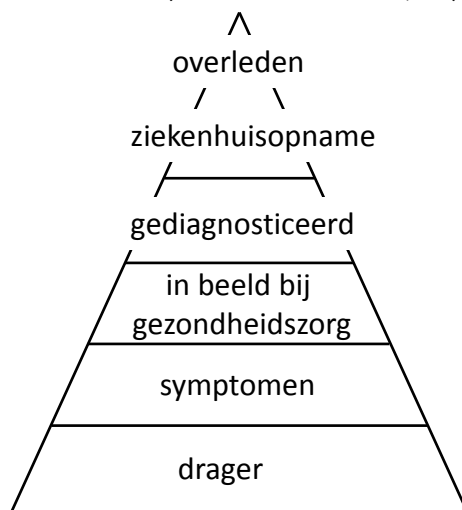 overleden
ziekenhuisopname
gediagnosticeerd
in beeld bij
gezondheidszorg
symptomen
drager